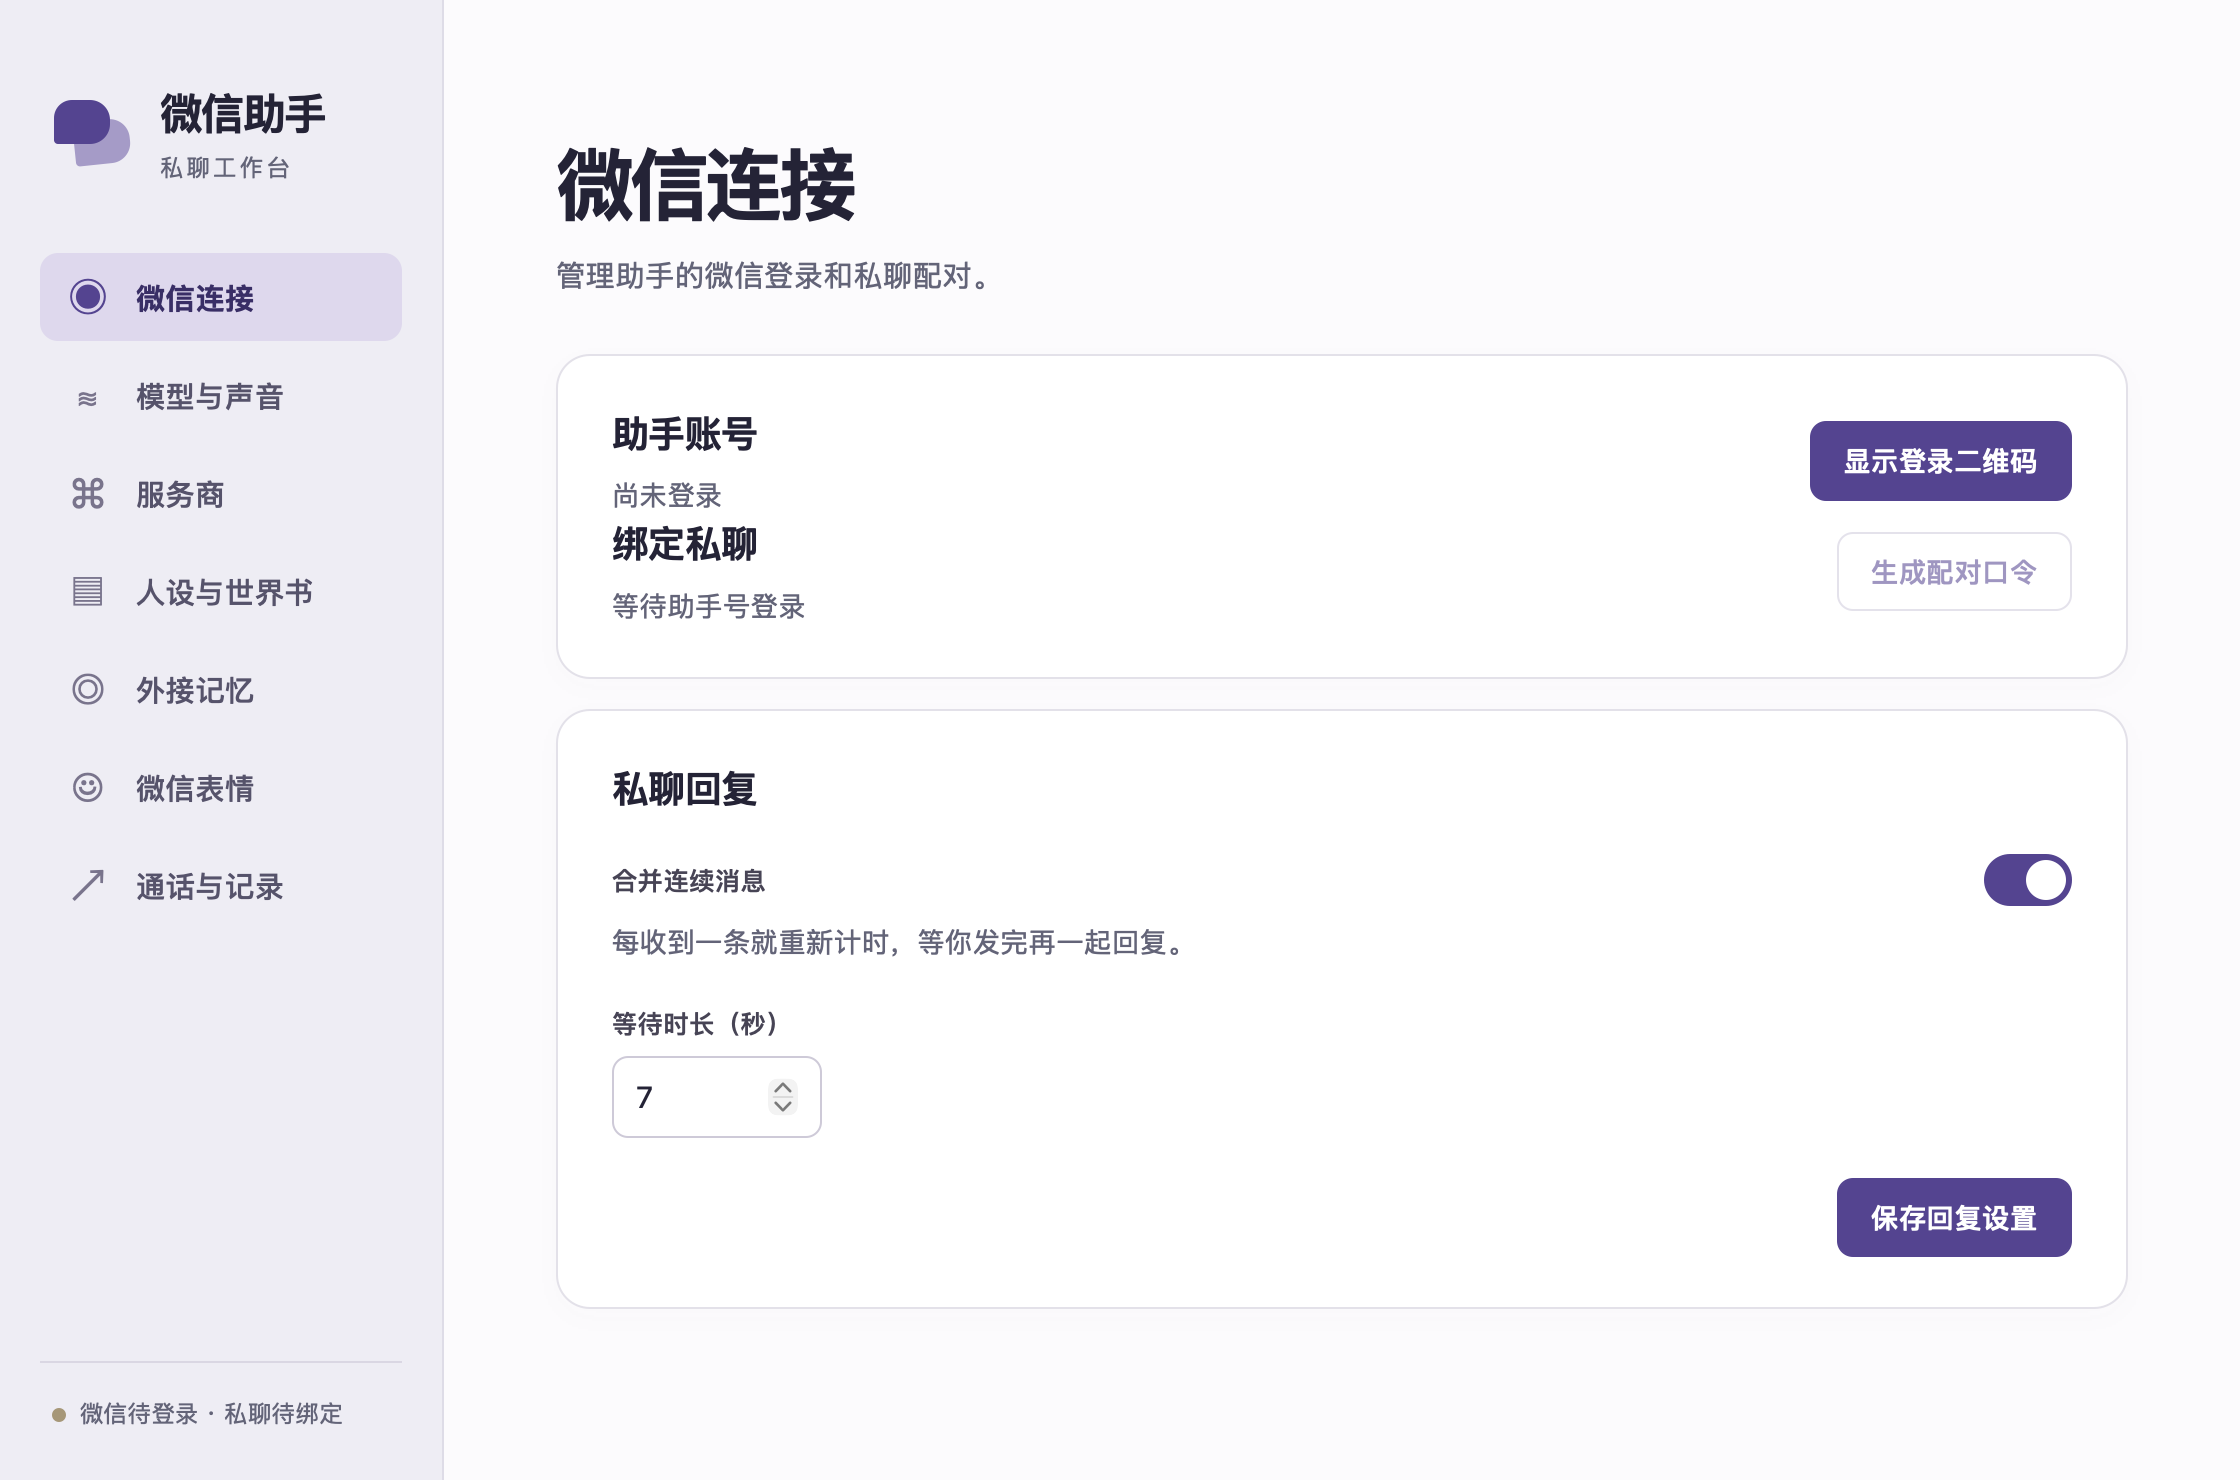 微信助手
私聊工作台
微信连接
模型与声音
服务商
人设与世界书
外接记忆
微信表情
通话与记录
微信待登录 · 私聊待绑定
微信连接
管理助手的微信登录和私聊配对。
助手账号
尚未登录
显示登录二维码
绑定私聊
等待助手号登录
生成配对口令
私聊回复
合并连续消息
每收到一条就重新计时，等你发完再一起回复。
等待时长（秒）
7
保存回复设置